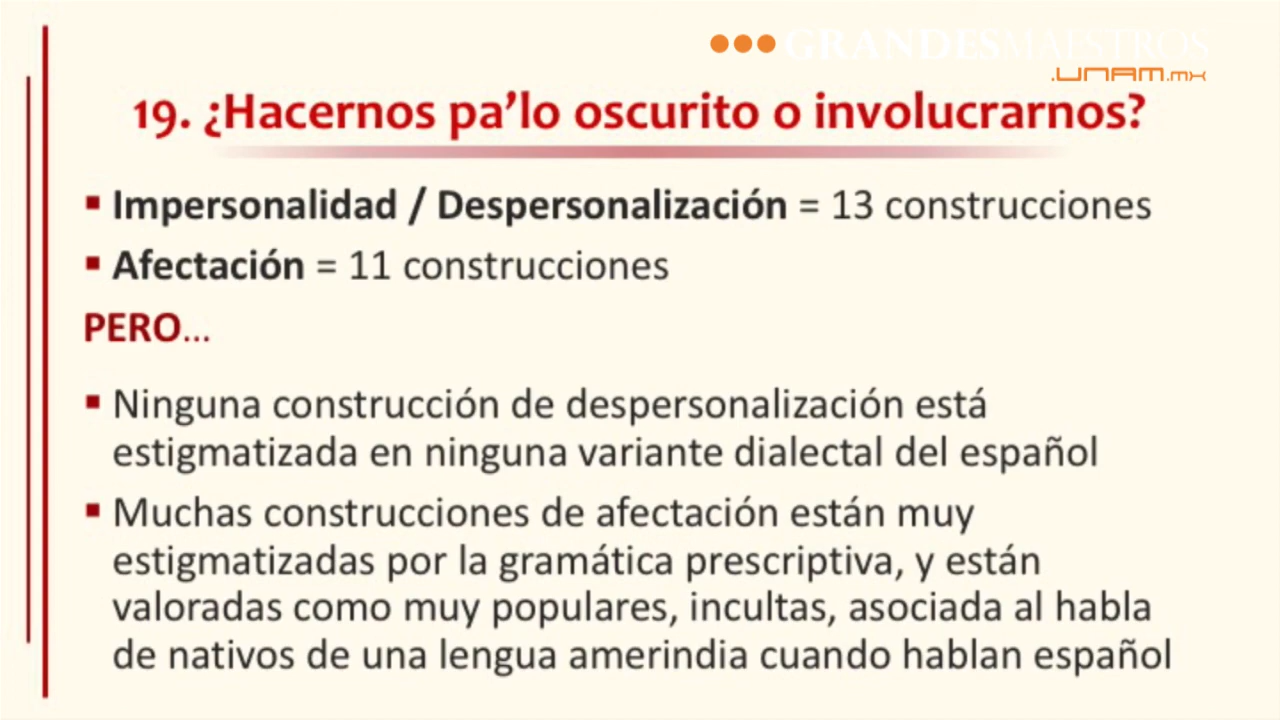 GRANDESMAESTROS
.UNAM.mx
19. ¿Hacernos pa’lo oscurito o involucrarnos?
Impersonalidad / Despersonalización = 13 construcciones
Afectación = 11 construcciones
PERO...
Ninguna construcción de despersonalización está
estigmatizada en ninguna variante dialectal del español
Muchas construcciones de afectación están muy
estigmatizadas por la gramática prescriptiva, y están
valoradas como muy populares, incultas, asociada al habla
de nativos de una lengua amerindia cuando hablan español